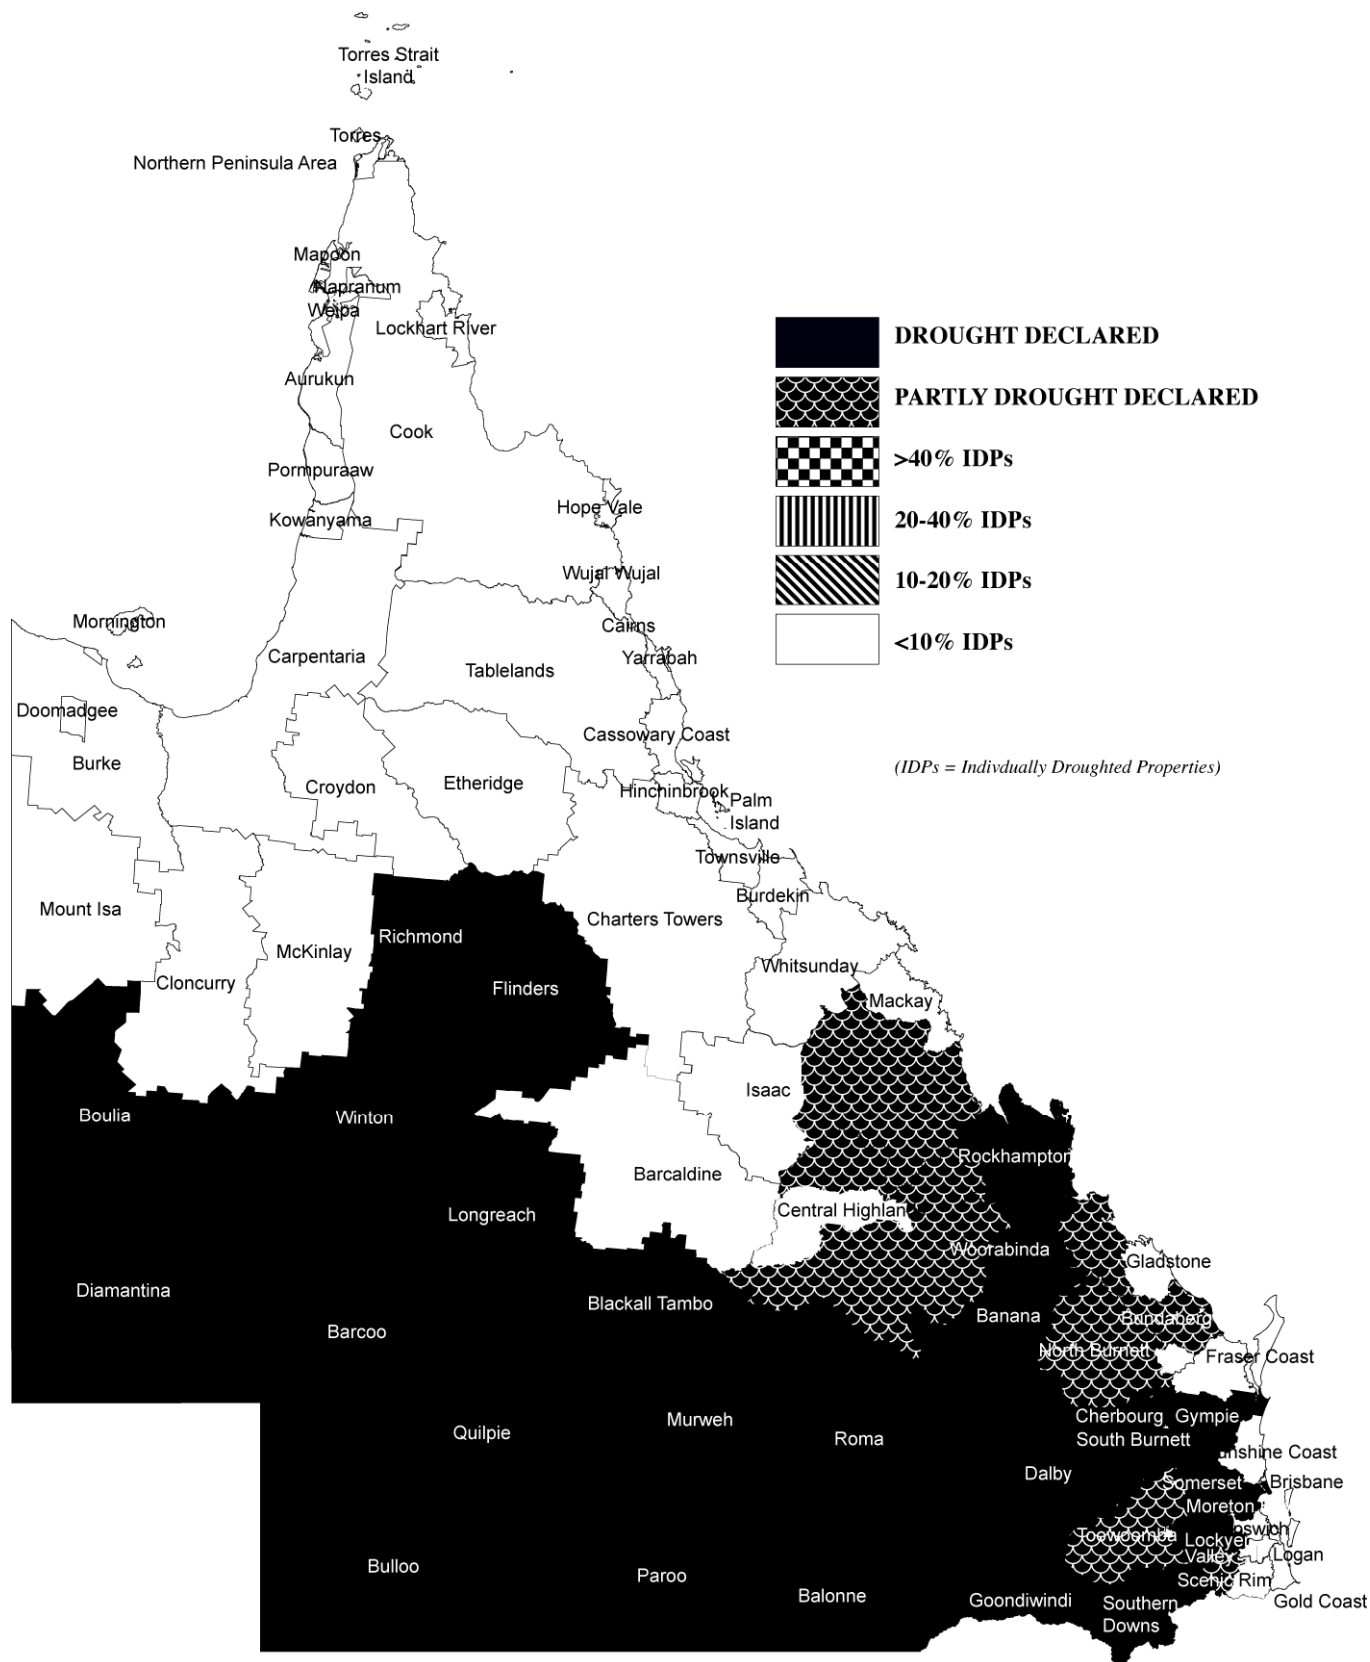 Torres Strait
Island
Torres
Northern Peninsula Area
Mapoon
Napranum
Weipa
Lockhart River
DROUGHT DECLARED
Aurukun
PARTLY DROUGHT DECLARED
Cook
>40% IDPs
Pormpuraaw
Hope Vale
Kowanyama
20-40% IDPs
Wujal Wujal
10-20% IDPs
Mornington
Cairns
<10% IDPs
Carpentaria
Yarrabah
Tablelands
Doomadgee
Cassowary Coast
Burke
(IDPs = Indivdually Droughted Properties)
Etheridge
Croydon
Hinchinbrook
Palm
Island
Townsville
Burdekin
Mount Isa
Charters Towers
Richmond
McKinlay
Whitsunday
Cloncurry
Flinders
Mackay
Isaac
Boulia
Winton
Rockhampton
Barcaldine
Central Highlan
Longreach
Woorabinda
Gladstone
Diamantina
Blackall Tambo
Banana
Bundaberg
Barcoo
North Burnett
Fraser Coast
Cherbourg
Gympie
Murweh
Quilpie
Roma
South Burnett
unshine Coast
Dalby
Somerset
Brisbane
Moreton
pswich
Toowoomba
Lockyer
Valley
Logan
Bulloo
Paroo
Scenic Rim
Balonne
Goondiwindi
Southern
Downs
Gold Coast